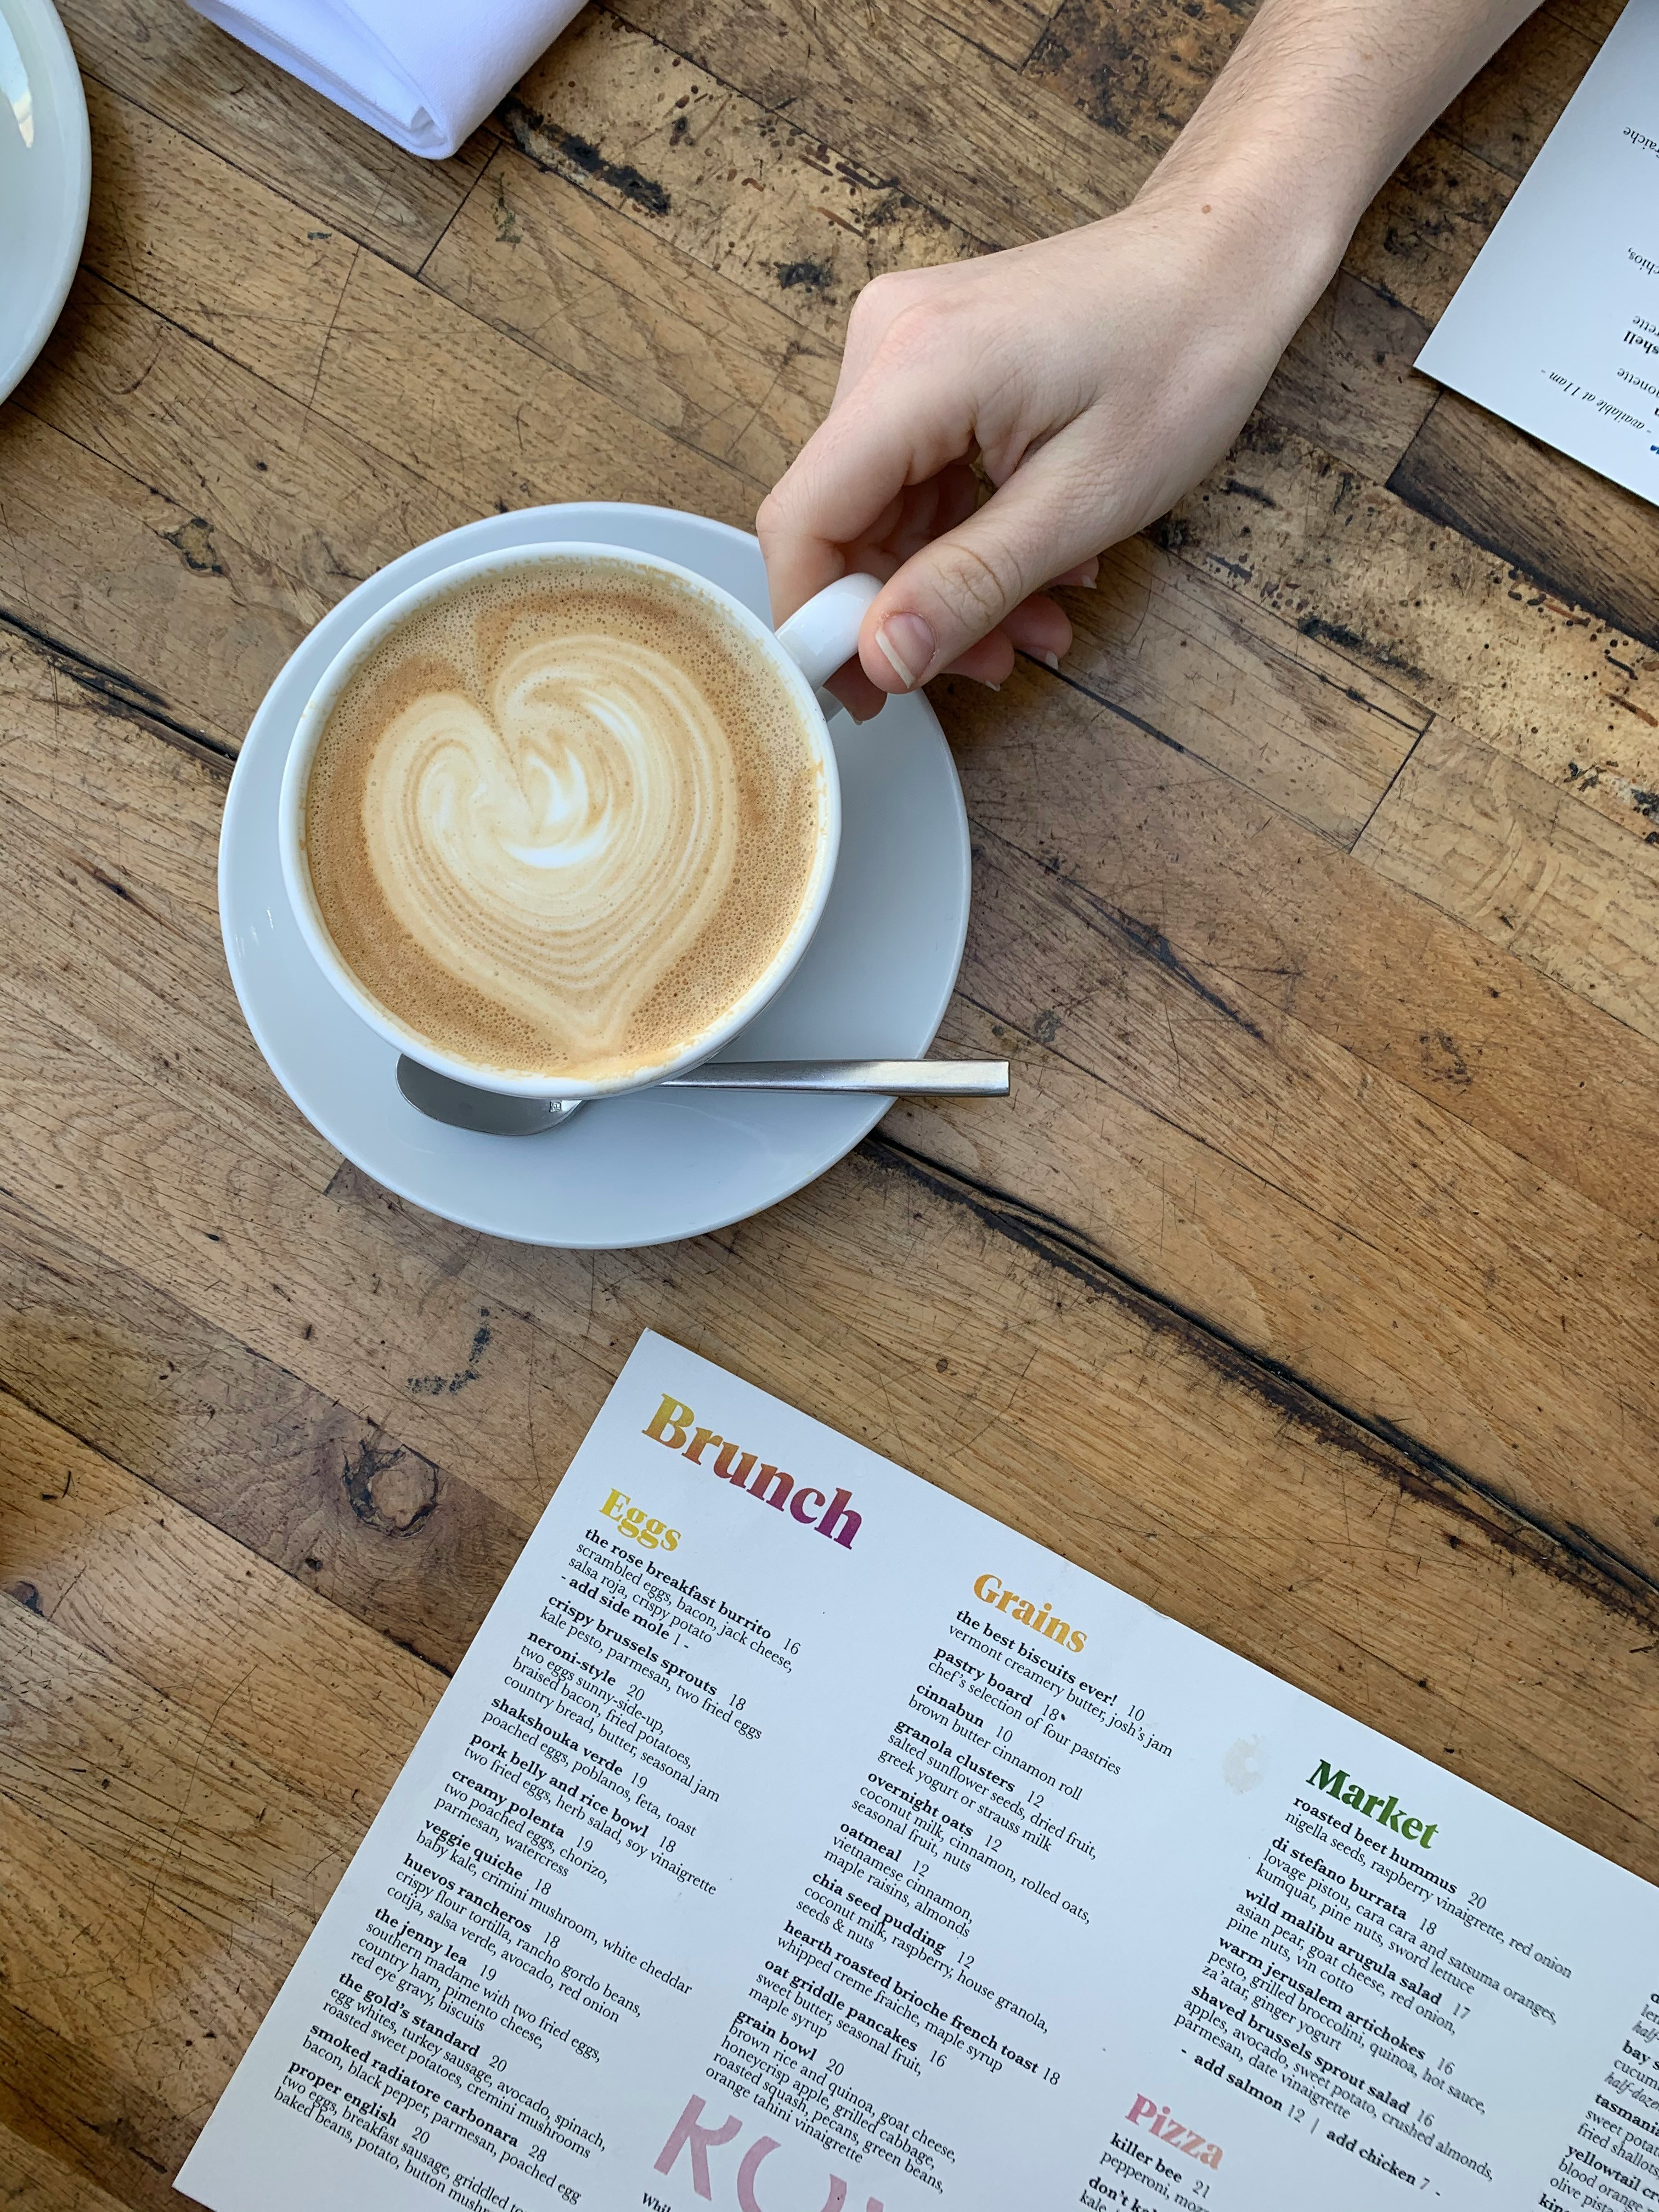 Brunch
Eggs
the rose breakfast burrito 16
scrambled eggs, bacon, jack cheese,
salsa roja, crispy potato
- add side mole 1 -
crispy brussels sprouts 18
kale pesto, parmesan, two fried eggs
neroni-style 20
two eggs sunny-side-up,
braised bacon, fried potatoes,
country bread, butter, seasonal jam
shakshouka verde 19
poached eggs, poblanos, feta, toast
pork belly and rice bowl 18
two fried eggs, herb salad, soy vinaigrette
creamy polenta 19
two poached eggs, chorizo,
parmesan, watercress
veggie quiche 18
baby kale, crimini mushroom, white cheddar
huevos rancheros 18
crispy flour tortilla, rancho gordo beans,
cotija, salsa verde, avocado, red onion
the jenny lea 19
southern madame with two fried eggs,
country ham, pimento cheese,
red eye gravy, biscuits
the gold's standard 20
egg whites, turkey sausage, avocado, spinach,
roasted sweet potatoes, cremini mushrooms
smoked radiatore carbonara 28
bacon, black pepper, parmesan, poached egg
proper english 20
two eggs, breakfast sausage, griddled
baked beans, potato, button
Grains
the best biscuits ever! 10
vermont creamery butter, josh's jam
pastry board 18
chef's selection of four pastries
cinnabun 10
brown butter cinnamon roll
granola clusters 12
salted sunflower seeds, dried fruit,
greek yogurt or strauss milk
overnight oats 12
coconut milk, cinnamon, rolled oats,
seasonal fruit, nuts
oatmeal 12
vietnamese cinnamon,
maple raisins, almonds
chia seed pudding 12
coconut milk, raspberry, house granola,
seeds & nuts
hearth roasted brioche french toast 18
whipped creme fraiche, maple syrup
oat griddle pancakes 16
sweet butter, seasonal fruit,
maple syrup
grain bowl 20
brown rice and quinoa, goat cheese,
honeycrisp apple, grilled cabbage,
roasted squash, pecans, green beans,
orange tahini vinaigrette
Market
roasted beet hummus 20
nigella seeds, raspberry vinaigrette, red onion
di stefano burrata 18
lovage pistou, cara cara and satsuma oranges,
kumquat, pine nuts, sword lettuce
wild malibu arugula salad 17
asian pear, goat cheese, red onion,
pine nuts, vin cotto
warm jerusalem artichokes 16
pesto, grilled broccolini, quinoa, hot sauce,
za'atar, ginger yogurt
shaved brussels sprout salad 16
apples, avocado, sweet potato, crushed almonds,
parmesan, date vinaigrette
- add salmon 12 | add chicken 7 -
Pizza
killer bee 21
pepperoni,
don't
kale,
bay
half-dozen
yellowtail
blood orange
- available at 11am -